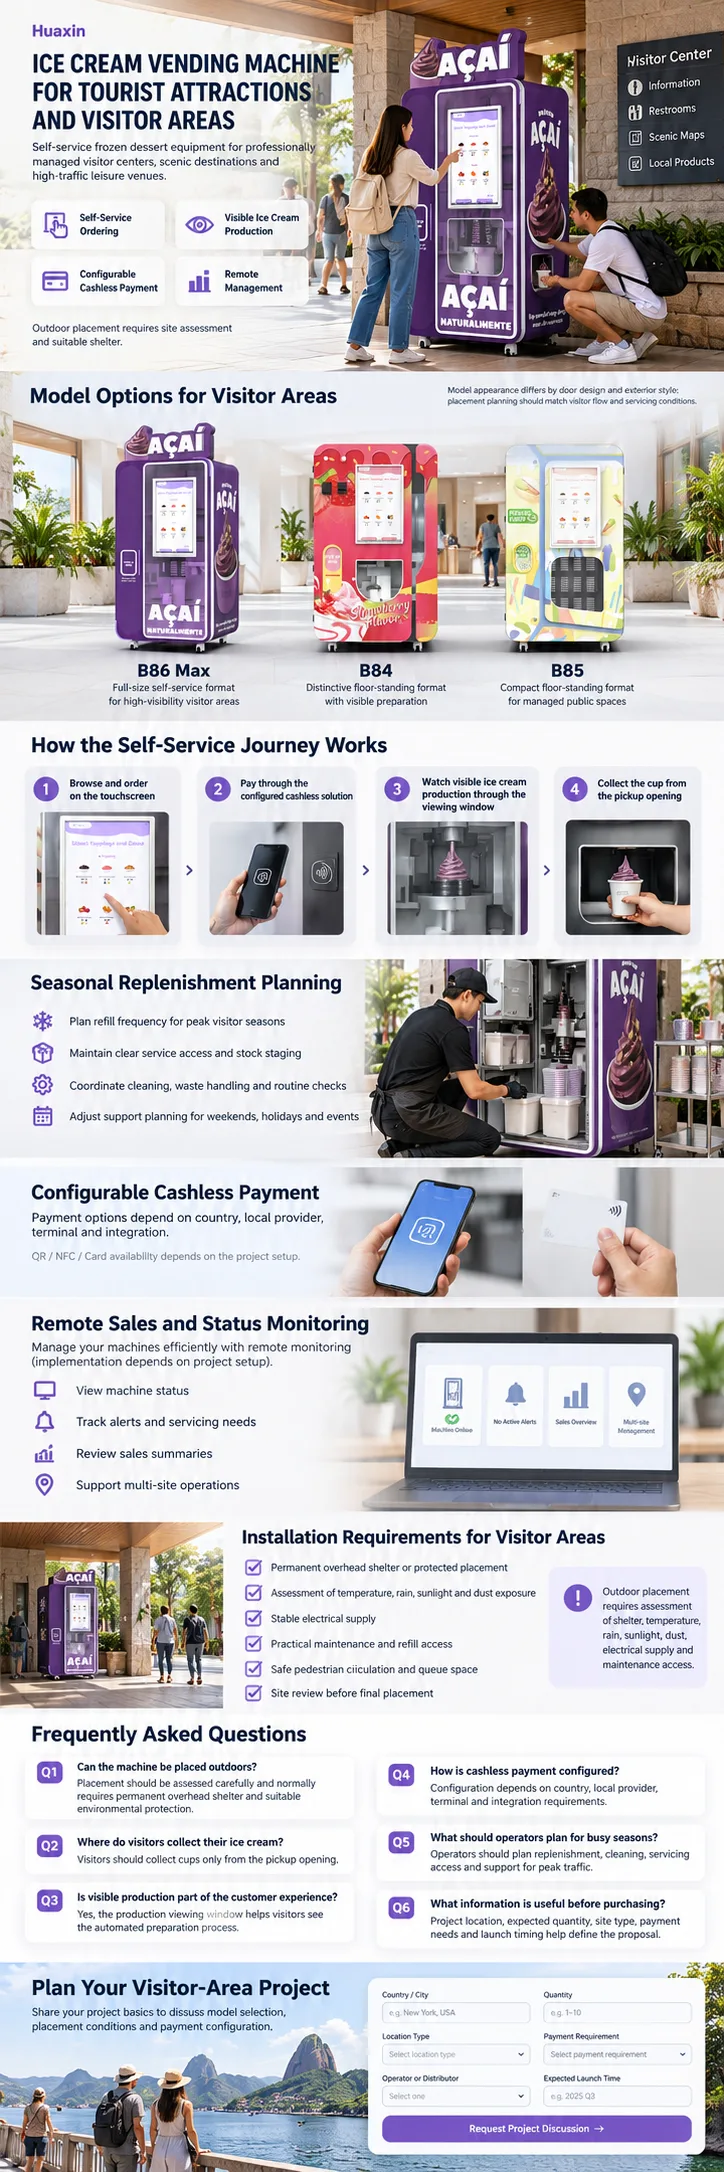 Huaxin
ICE CREAM VENDING MACHINE
FOR TOURIST ATTRACTIONS
AND VISITOR AREAS
Self-service frozen dessert equipment for professionally
managed visitor centers, scenic destinations and
high-traffic leisure venues.
Self-Service
Ordering
Visible Ice Cream
Production
Configurable
Cashless Payment
Remote
Management
Outdoor placement requires site assessment
and suitable shelter.
AÇAÍ
AÇAÍ
AÇAÍ
NATURALMENTE
Visitor Center
Information
Restrooms
Scenic Maps
Local Products
Model Options for Visitor Areas
Model appearance differs by door design and exterior style;
placement planning should match visitor flow and servicing conditions.
AÇAÍ
AÇAÍ
AÇAÍ
NATURALMENTE
Strawberry
Flavor
B86 Max
Full-size self-service format
for high-visibility visitor areas
B84
Distinctive floor-standing format
with visible preparation
B85
Compact floor-standing format
for managed public spaces
How the Self-Service Journey Works
1
Browse and order
on the touchscreen
2
Pay through the
configured cashless solution
3
Watch visible ice cream
production through the
viewing window
4
Collect the cup from
the pickup opening
Seasonal Replenishment Planning
Plan refill frequency for peak visitor seasons
Maintain clear service access and stock staging
Coordinate cleaning, waste handling and routine checks
Adjust support planning for weekends, holidays and events
AÇAÍ
Configurable Cashless Payment
Payment options depend on country, local provider,
terminal and integration.
QR / NFC / Card availability depends on the project setup.
Remote Sales and Status Monitoring
Manage your machines efficiently with remote monitoring
(implementation depends on project setup).
View machine status
Track alerts and servicing needs
Review sales summaries
Support multi-site operations
Machine Online
No Active Alerts
Sales Overview
Multi-site
Management
Installation Requirements for Visitor Areas
Permanent overhead shelter or protected placement
Assessment of temperature, rain, sunlight and dust exposure
Stable electrical supply
Practical maintenance and refill access
Safe pedestrian ciiculation and queue space
Site review before final placement
Outdoor placement
requires assessment
of shelter, temperature,
rain, sunlight, dust,
electrical supply and
maintenance access.
AÇAÍ
AÇAÍ
Frequently Asked Questions
Q1
Can the machine be placed outdoors?
Placement should be assessed carefully and normally
requires permanent overhead shelter and suitable
environmental protection.
Q2
Where do visitors collect their ice cream?
Visitors should collect cups only from the pickup opening.
Q3
Is visible production part of the customer experience?
Yes, the production viewing window helps visitors see
the automated preparation process.
Q4
How is cashless payment configured?
Configuration depends on country, local provider,
terminal and integration requirements.
Q5
What should operators plan for busy seasons?
Operators should plan replenishment, cleaning, servicing
access and support for peak traffic.
Q6
What information is useful before purchasing?
Project location, expected quantity, site type, payment
needs and launch timing help define the proposal.
Plan Your Visitor-Area Project
Share your project basics to dissuss model selection,
placement conditions and payment configuration.
Country / City
e.g. New York, USA
Quantity
e.g. 1–10
Location Type
Select location type
Payment Requirement
Select payment requirement
Operator or Distributor
Select one
Expected Launch Time
e.g. 2025 Q3
Request Project Discussion →